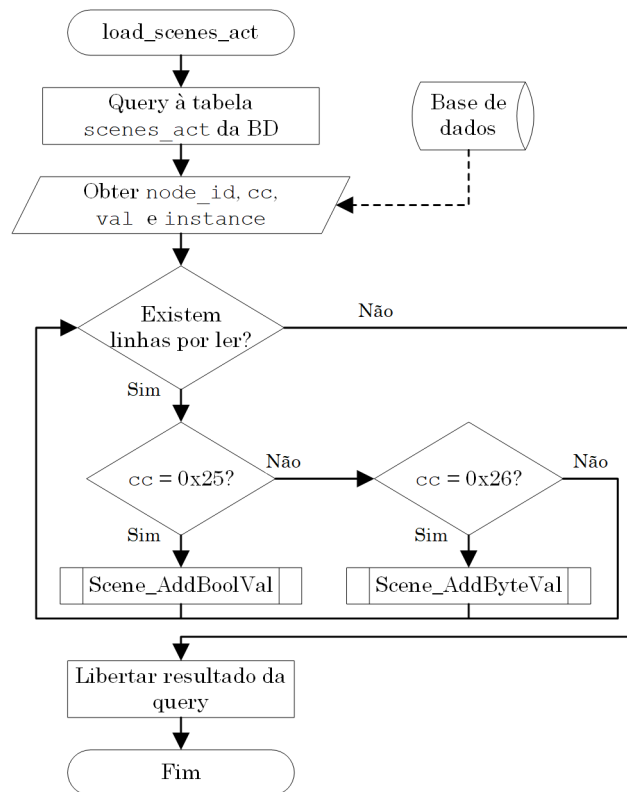 load_scenes_act
Query à tabela
scenes_act da BD
Base de
dados
Obter node_id, cc,
val e instance
Existem
linhas por ler?
Não
Sim
cc = 0x25?
Não
cc = 0x26?
Não
Sim
Sim
Scene_AddBoolVal
Scene_AddByteVal
Libertar resultado da
query
Fim